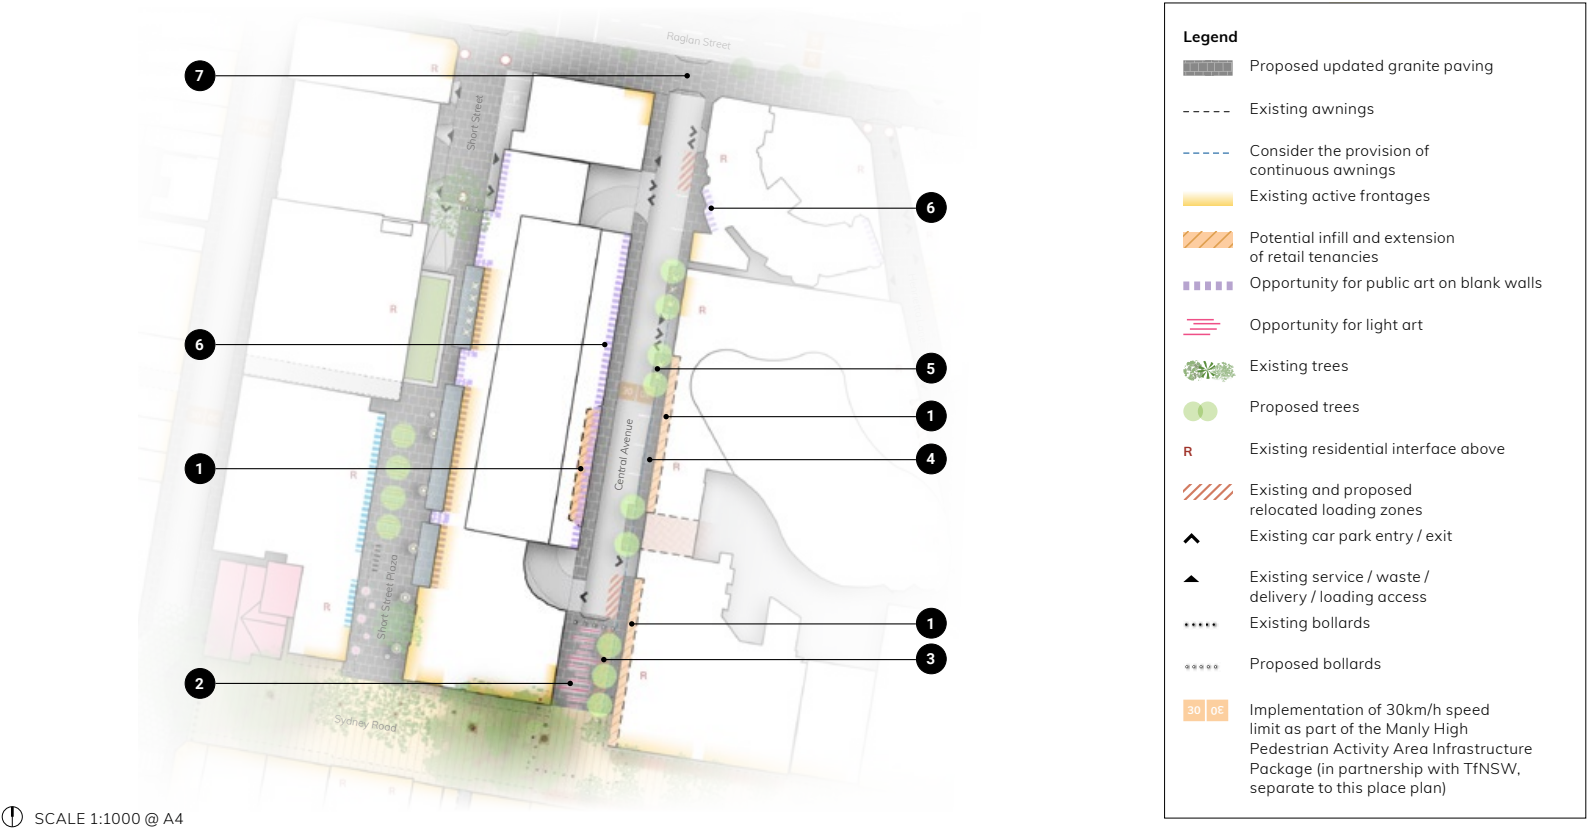 Raglan Street
7
R
Short Street
R
R
6
R
R
6
5
1
Central Avenue
4
1
R
R
Short Street Plaza
R
1
3
2
R
Sydney Road
SCALE 1:1000 @ A4
Legend
Proposed updated granite paving
Existing awnings
Consider the provision of
continuous awnings
Existing active frontages
Potential infill and extension
of retail tenancies
Opportunity for public art on blank walls
Opportunity for light art
Existing trees
Proposed trees
R Existing residential interface above
Existing and proposed
relocated loading zones
Existing car park entry / exit
Existing service / waste /
delivery / loading access
Existing bollards
Proposed bollards
30 30 Implementation of 30km/h speed
limit as part of the Manly High
Pedestrian Activity Area Infrastructure
Package (in partnership with TfNSW,
separate to this place plan)